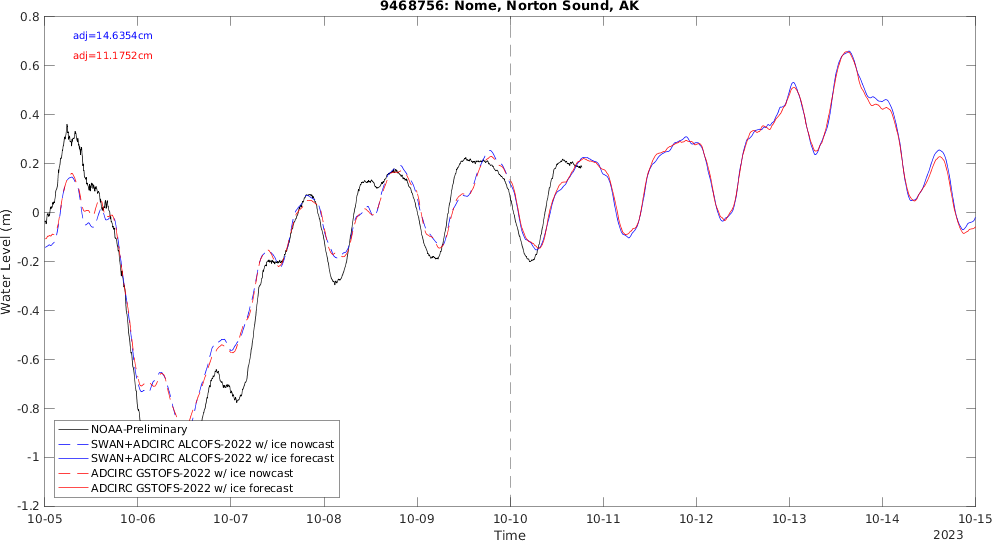 9468756: Nome, Norton Sound, AK
adj=14.6354cm
adj=11.1752cm
0.8
0.6
0.4
0.2
0
-0.2
-0.4
-0.6
-0.8
-1
-1.2
Water Level (m)
NOAA-Preliminary
SWAN+ADCIRC ALCOFS-2022 w/ ice nowcast
SWAN+ADCIRC ALCOFS-2022 w/ ice forecast
ADCIRC GSTOFS-2022 w/ ice nowcast
ADCIRC GSTOFS-2022 w/ ice forecast
10-05 10-06 10-07 10-08 10-09 10-10 10-11 10-12 10-13 10-14 10-15
Time
2023